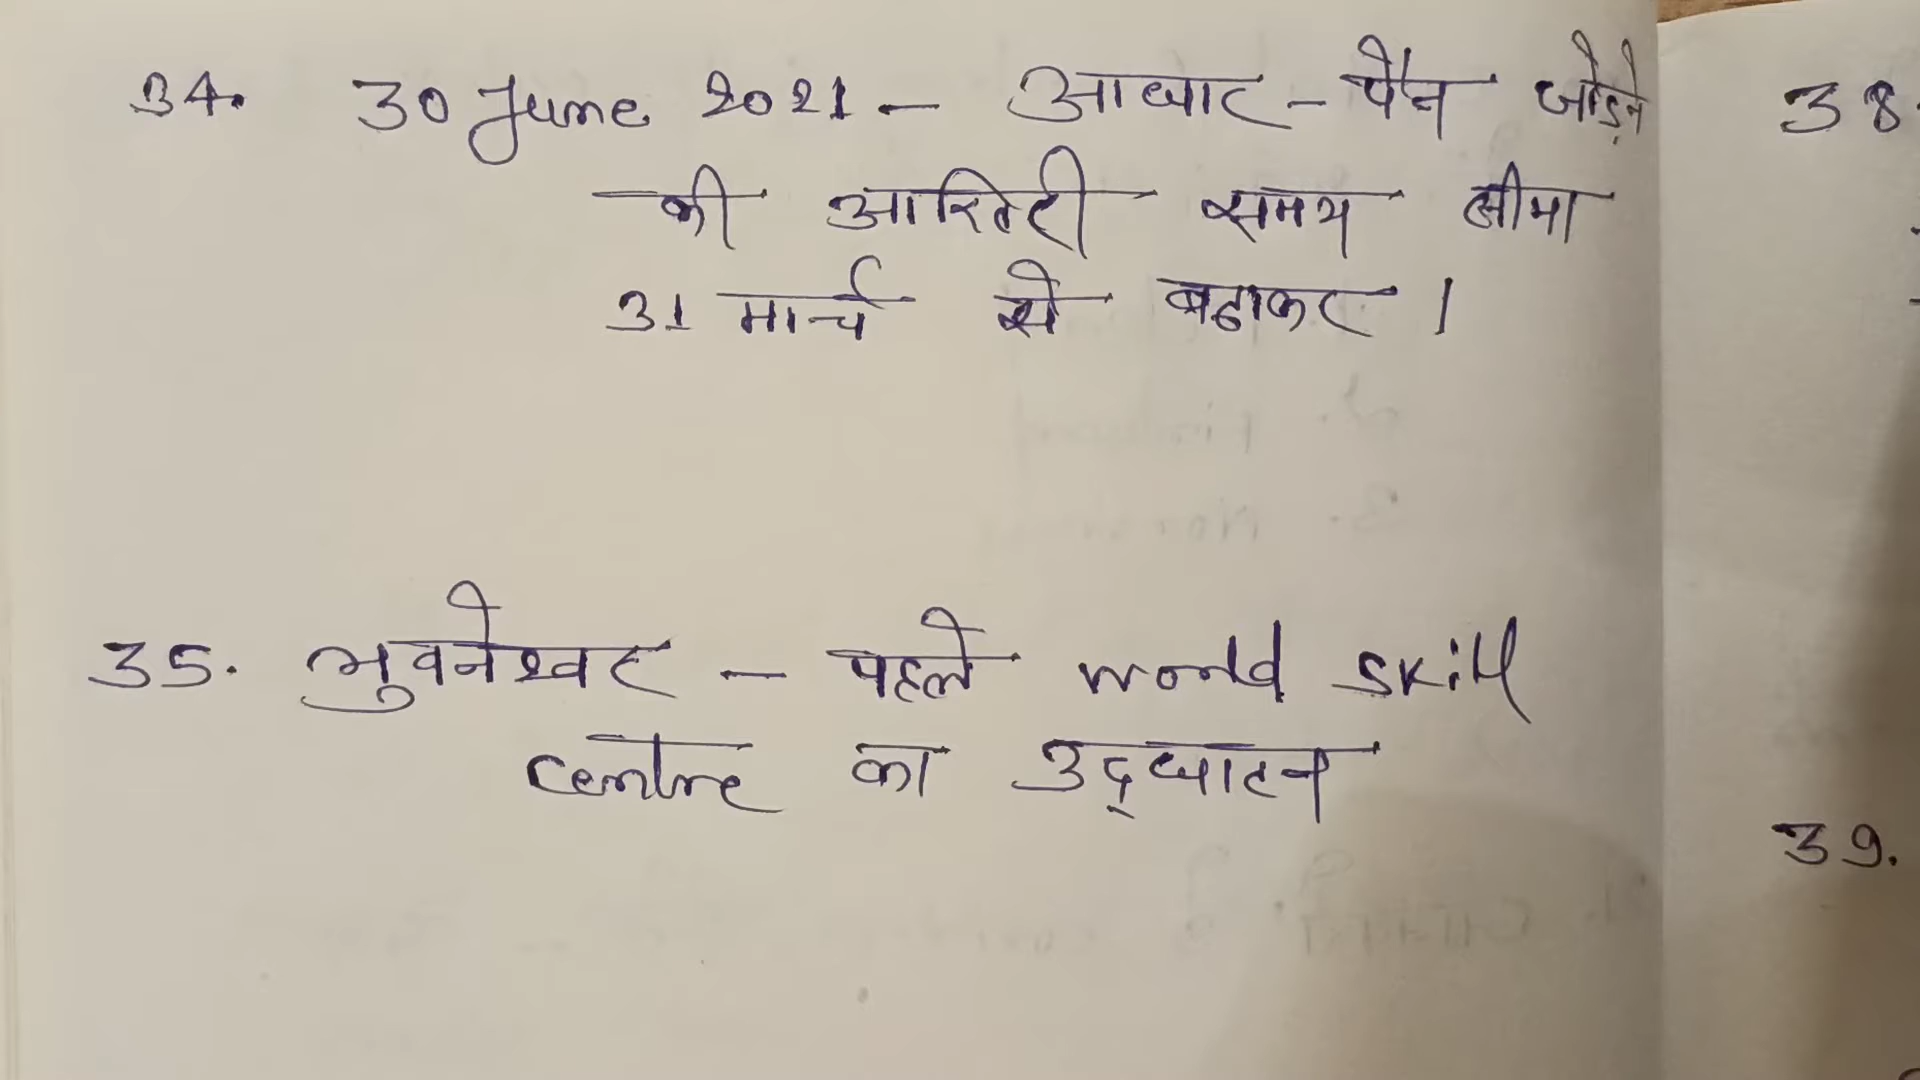 34. 30 June 2021 - आधार - पैन जोड़ने
की आखिरी समय सीमा
31 मार्च से बढाकर ।
35. भुवनेश्वर - पहले world skill
centre का उद्घाटन
38.
39.